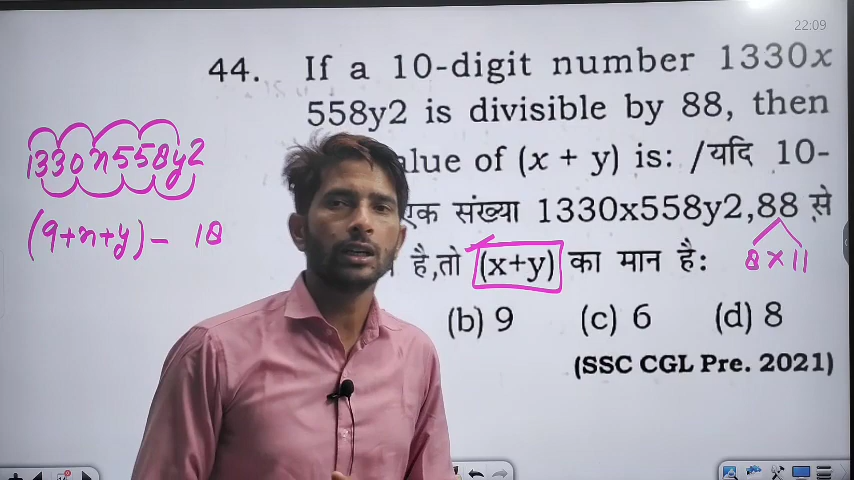 22:09
44. If a 10-digit number 1330x
558y2 is divisible by 88, then
alue of (x + y) is: /यदि 10-
एक संख्या 1330x558y2,88 से
है,तो (x+y) का मान है:
(b) 9 (c) 6 (d) 8
(SSC CGL Pre. 2021)
1330x558y2
(9+x+y) – 18
8 × 11